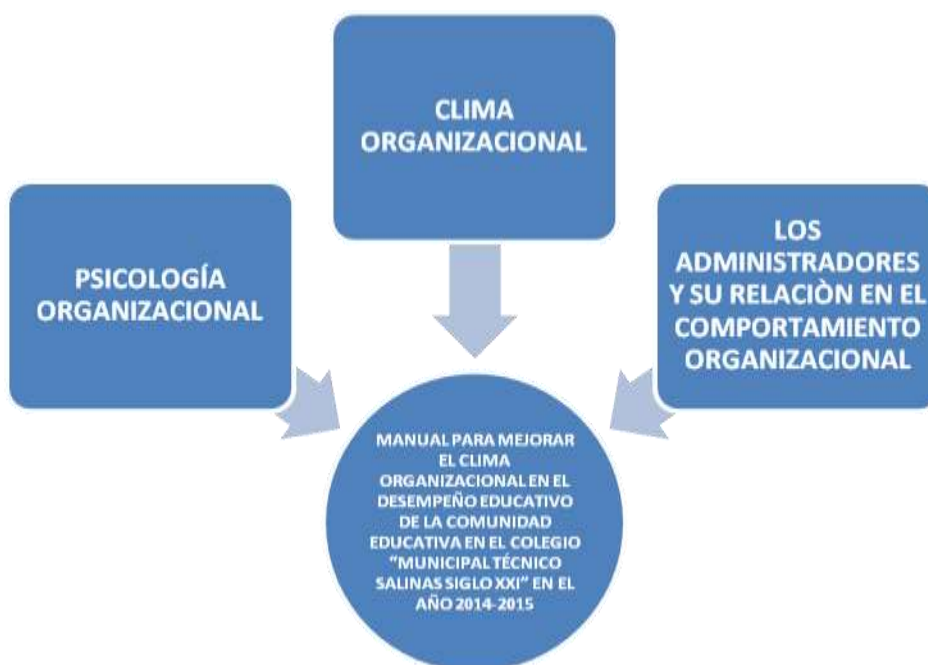 CLIMA
ORGANIZACIONAL
PSICOLOGÍA
ORGANIZACIONAL
LOS
ADMINISTRADORES
Y SU RELACIÒN EN EL
COMPORTAMIENTO
ORGANIZACIONAL
MANUAL PARA MEJORAR
EL CLIMA
ORGANIZACIONAL EN EL
DESEMPEÑO EDUCATIVO
DE LA COMUNIDAD
EDUCATIVA EN EL COLEGIO
“MUNICIPAL TÉCNICO
SALINAS SIGLO XXI” EN EL
AÑO 2014-2015